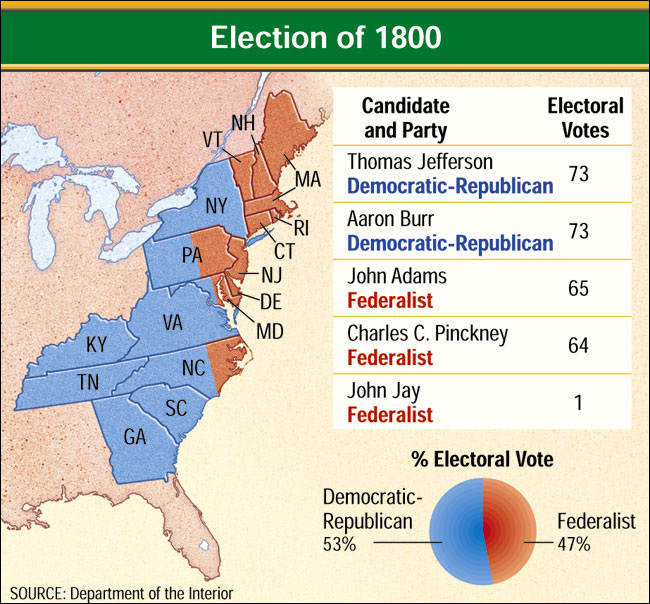 Election of 1800
Candidate
and Party
Electoral
Votes
Thomas Jefferson
Democratic-Republican
73
Aaron Burr
Democratic-Republican
73
John Adams
Federalist
65
Charles C. Pinckney
Federalist
64
John Jay
Federalist
1
NH
VT
MA
NY
RI
CT
PA
NJ
DE
MD
VA
KY
NC
TN
SC
GA
% Electoral Vote
Democratic-
Republican
53%
Federalist
47%
SOURCE: Department of the Interior